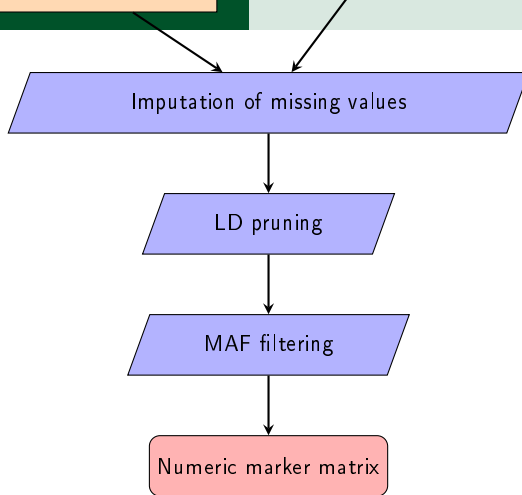 Imputation of missing values
LD pruning
MAF filtering
Numeric marker matrix